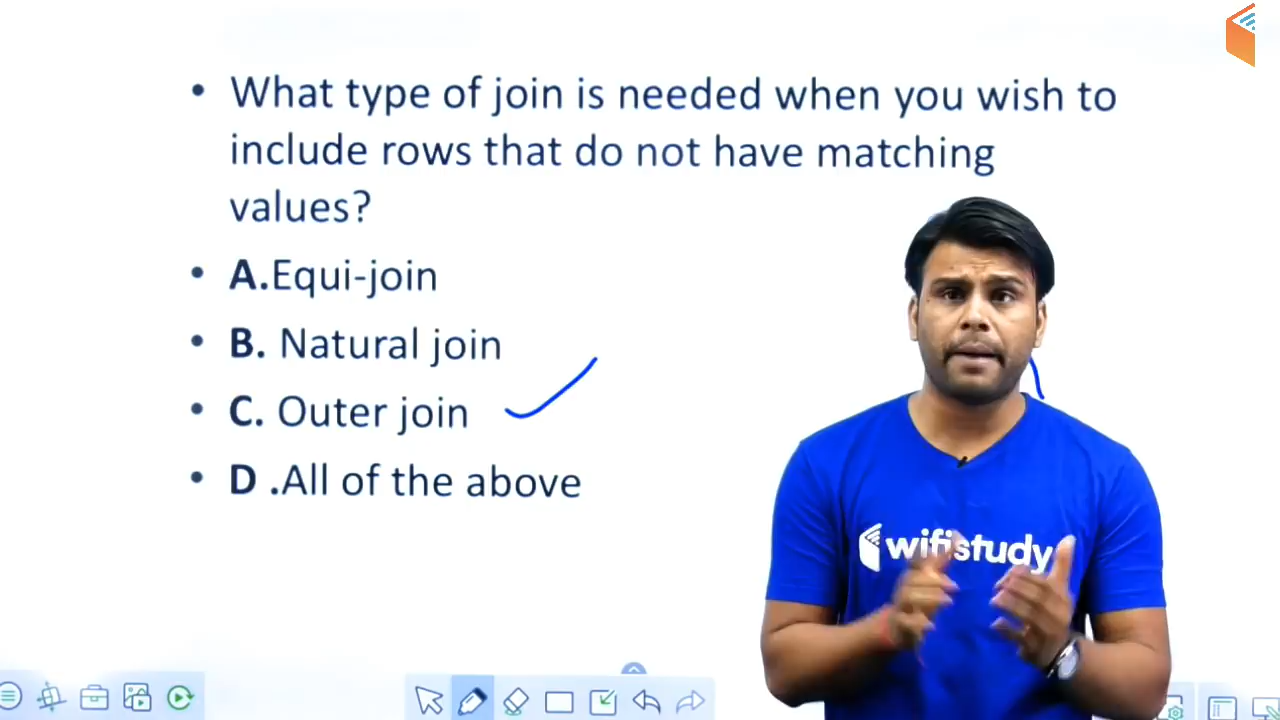 • What type of join is needed when you wish to
include rows that do not have matching
values?
• A.Equi-join
• B. Natural join
• C. Outer join
• D .All of the above
wifistudy